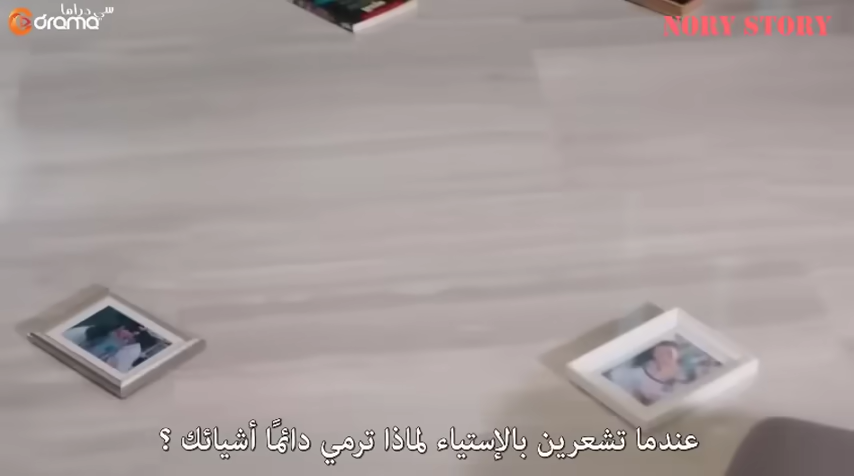 سي دراما
drama
NORY STORY
عندما تشعرين بالإستياء لماذا ترمي دائمًا أشيائك ؟